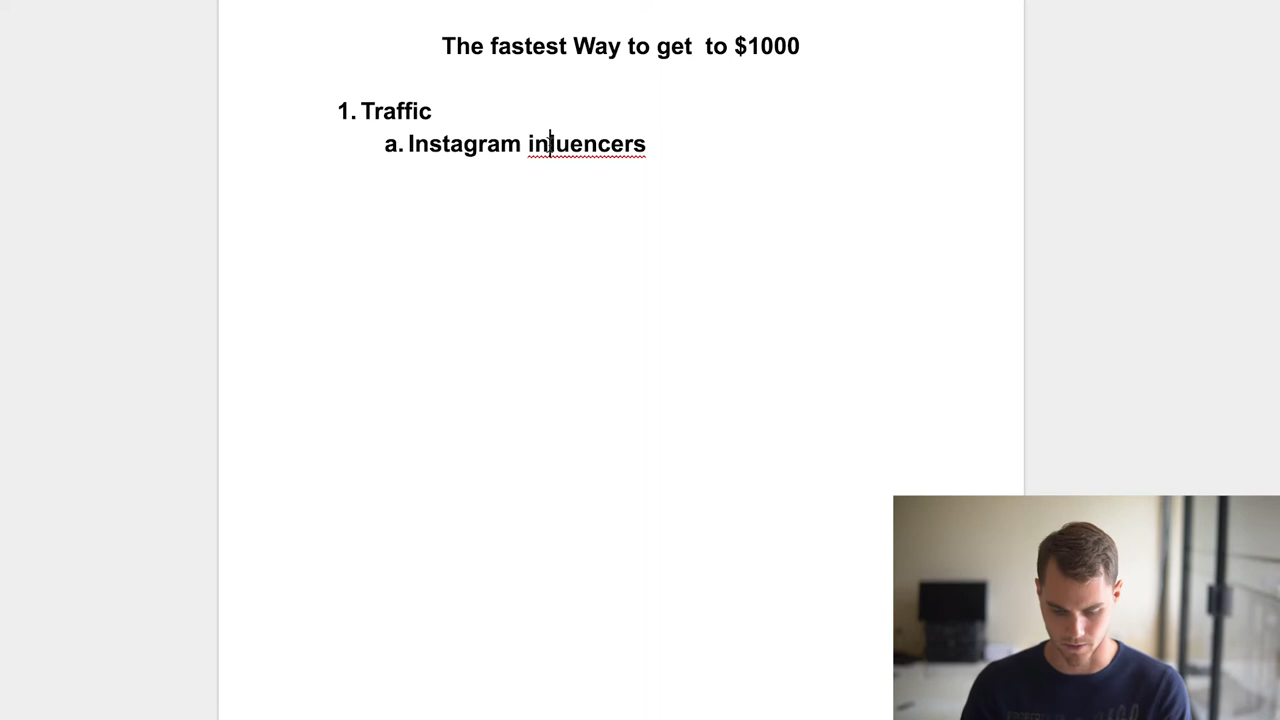 The fastest Way to get  to $1000
1. Traffic
a. Instagram inluencers